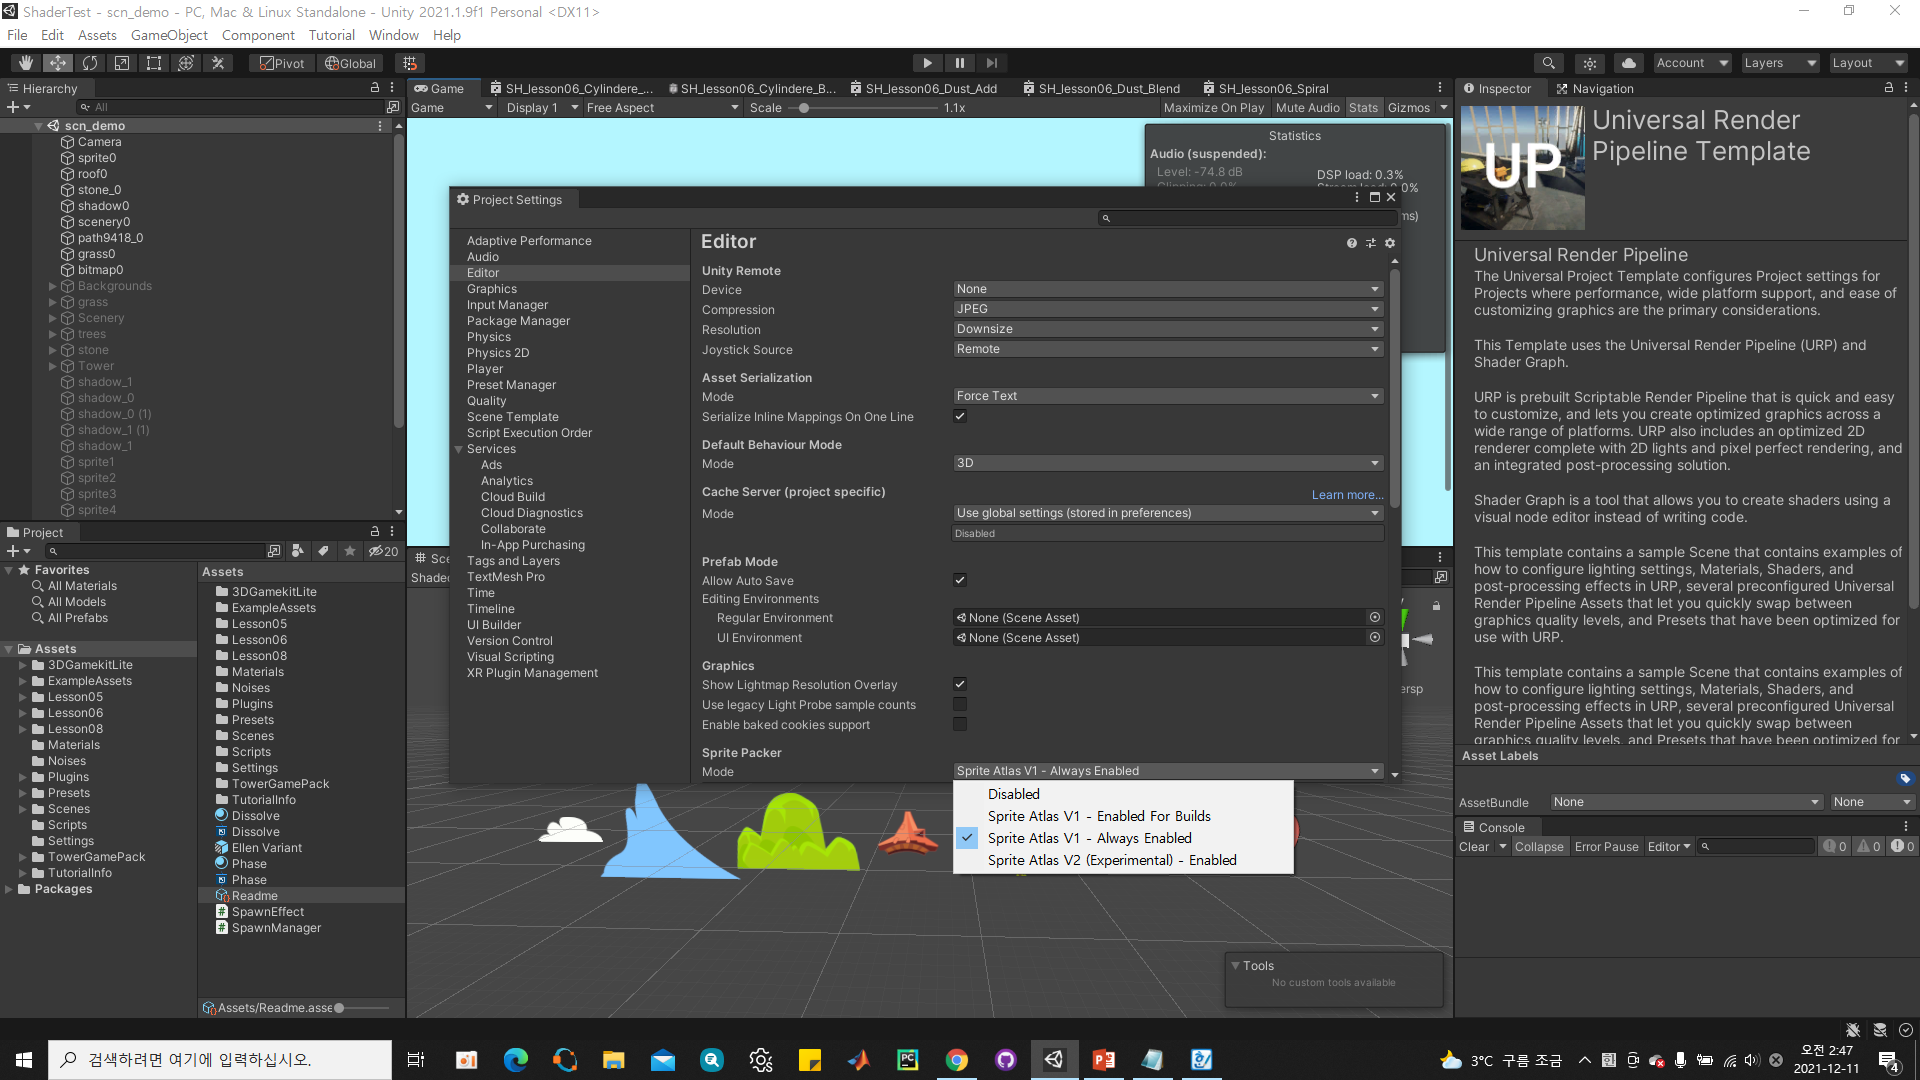 ShaderTest - scn_demo - PC, Mac & Linux Standalone - Unity 2021.1.9f1 Personal <DX11>
File Edit Assets GameObject Component Tutorial Window Help
Pivot Global
Account Layers Layout
Hierarchy
All
scn_demo
Camera
sprite0
roof0
stone_0
shadow0
scenery0
path9418_0
grass0
bitmap0
Backgrounds
grass
Scenery
trees
stone
Tower
shadow_1
shadow_0
shadow_0 (1)
shadow_1 (1)
shadow_1
sprite1
sprite2
sprite3
sprite4
Game SH_lesson06_Cylindere_... SH_lesson06_Cylindere_B... SH_lesson06_Dust_Add SH_lesson06_Dust_Blend SH_lesson06_Spiral
Game Display 1 Free Aspect Scale 1.1x Maximize On Play Mute Audio Stats Gizmos
Statistics
Audio (suspended):
Level: -74.8 dB DSP load: 0.3%
Project Settings
Adaptive Performance
Audio
Editor
Graphics
Input Manager
Package Manager
Physics
Physics 2D
Player
Preset Manager
Quality
Scene Template
Script Execution Order
Services
Ads
Analytics
Cloud Build
Cloud Diagnostics
Collaborate
In-App Purchasing
Tags and Layers
TextMesh Pro
Time
Timeline
UI Builder
Version Control
Visual Scripting
XR Plugin Management
Editor
Unity Remote
Device None
Compression JPEG
Resolution Downsize
Joystick Source Remote
Asset Serialization
Mode Force Text
Serialize Inline Mappings On One Line
Default Behaviour Mode
Mode 3D
Cache Server (project specific)
Learn more...
Mode Use global settings (stored in preferences)
Disabled
Prefab Mode
Allow Auto Save
Editing Environments
Regular Environment None (Scene Asset)
UI Environment None (Scene Asset)
Graphics
Show Lightmap Resolution Overlay
Use legacy Light Probe sample counts
Enable baked cookies support
Sprite Packer
Mode Sprite Atlas V1 - Always Enabled
Disabled
Sprite Atlas V1 - Enabled For Builds
Sprite Atlas V1 - Always Enabled
Sprite Atlas V2 (Experimental) - Enabled
Tools
No custom tools available
Project
20
Favorites
All Materials
All Models
All Prefabs
Assets
3DGamekitLite
ExampleAssets
Lesson05
Lesson06
Lesson08
Materials
Noises
Plugins
Presets
Scenes
Scripts
Settings
TowerGamePack
TutorialInfo
Packages
Assets
3DGamekitLite
ExampleAssets
Lesson05
Lesson06
Lesson08
Materials
Noises
Plugins
Presets
Scenes
Scripts
Settings
TowerGamePack
TutorialInfo
Dissolve
Dissolve
Ellen Variant
Phase
Phase
Readme
SpawnEffect
SpawnManager
Assets/Readme.asse
Inspector Navigation
UP
Universal Render
Pipeline Template
Universal Render Pipeline
The Universal Project Template configures Project settings for
Projects where performance, wide platform support, and ease of
customizing graphics are the primary considerations.
This Template uses the Universal Render Pipeline (URP) and
Shader Graph.
URP is prebuilt Scriptable Render Pipeline that is quick and easy
to customize, and lets you create optimized graphics across a
wide range of platforms. URP also includes an optimized 2D
renderer complete with 2D lights and pixel perfect rendering, and
an integrated post-processing solution.
Shader Graph is a tool that allows you to create shaders using a
visual node editor instead of writing code.
This template contains a sample Scene that contains examples of
how to configure lighting settings, Materials, Shaders, and
post-processing effects in URP, several preconfigured Universal
Render Pipeline Assets that let you quickly swap between
graphics quality levels, and Presets that have been optimized for
use with URP.
This template contains a sample Scene that contains examples of
how to configure lighting settings, Materials, Shaders, and
post-processing effects in URP, several preconfigured Universal
Render Pipeline Assets that let you quickly swap between
graphics quality levels, and Presets that have been optimized for
Asset Labels
AssetBundle None None
Console
Clear Collapse Error Pause Editor 0 0 0
검색하려면 여기에 입력하십시오.
3°C 구름 조금
오전 2:47
2021-12-11
4